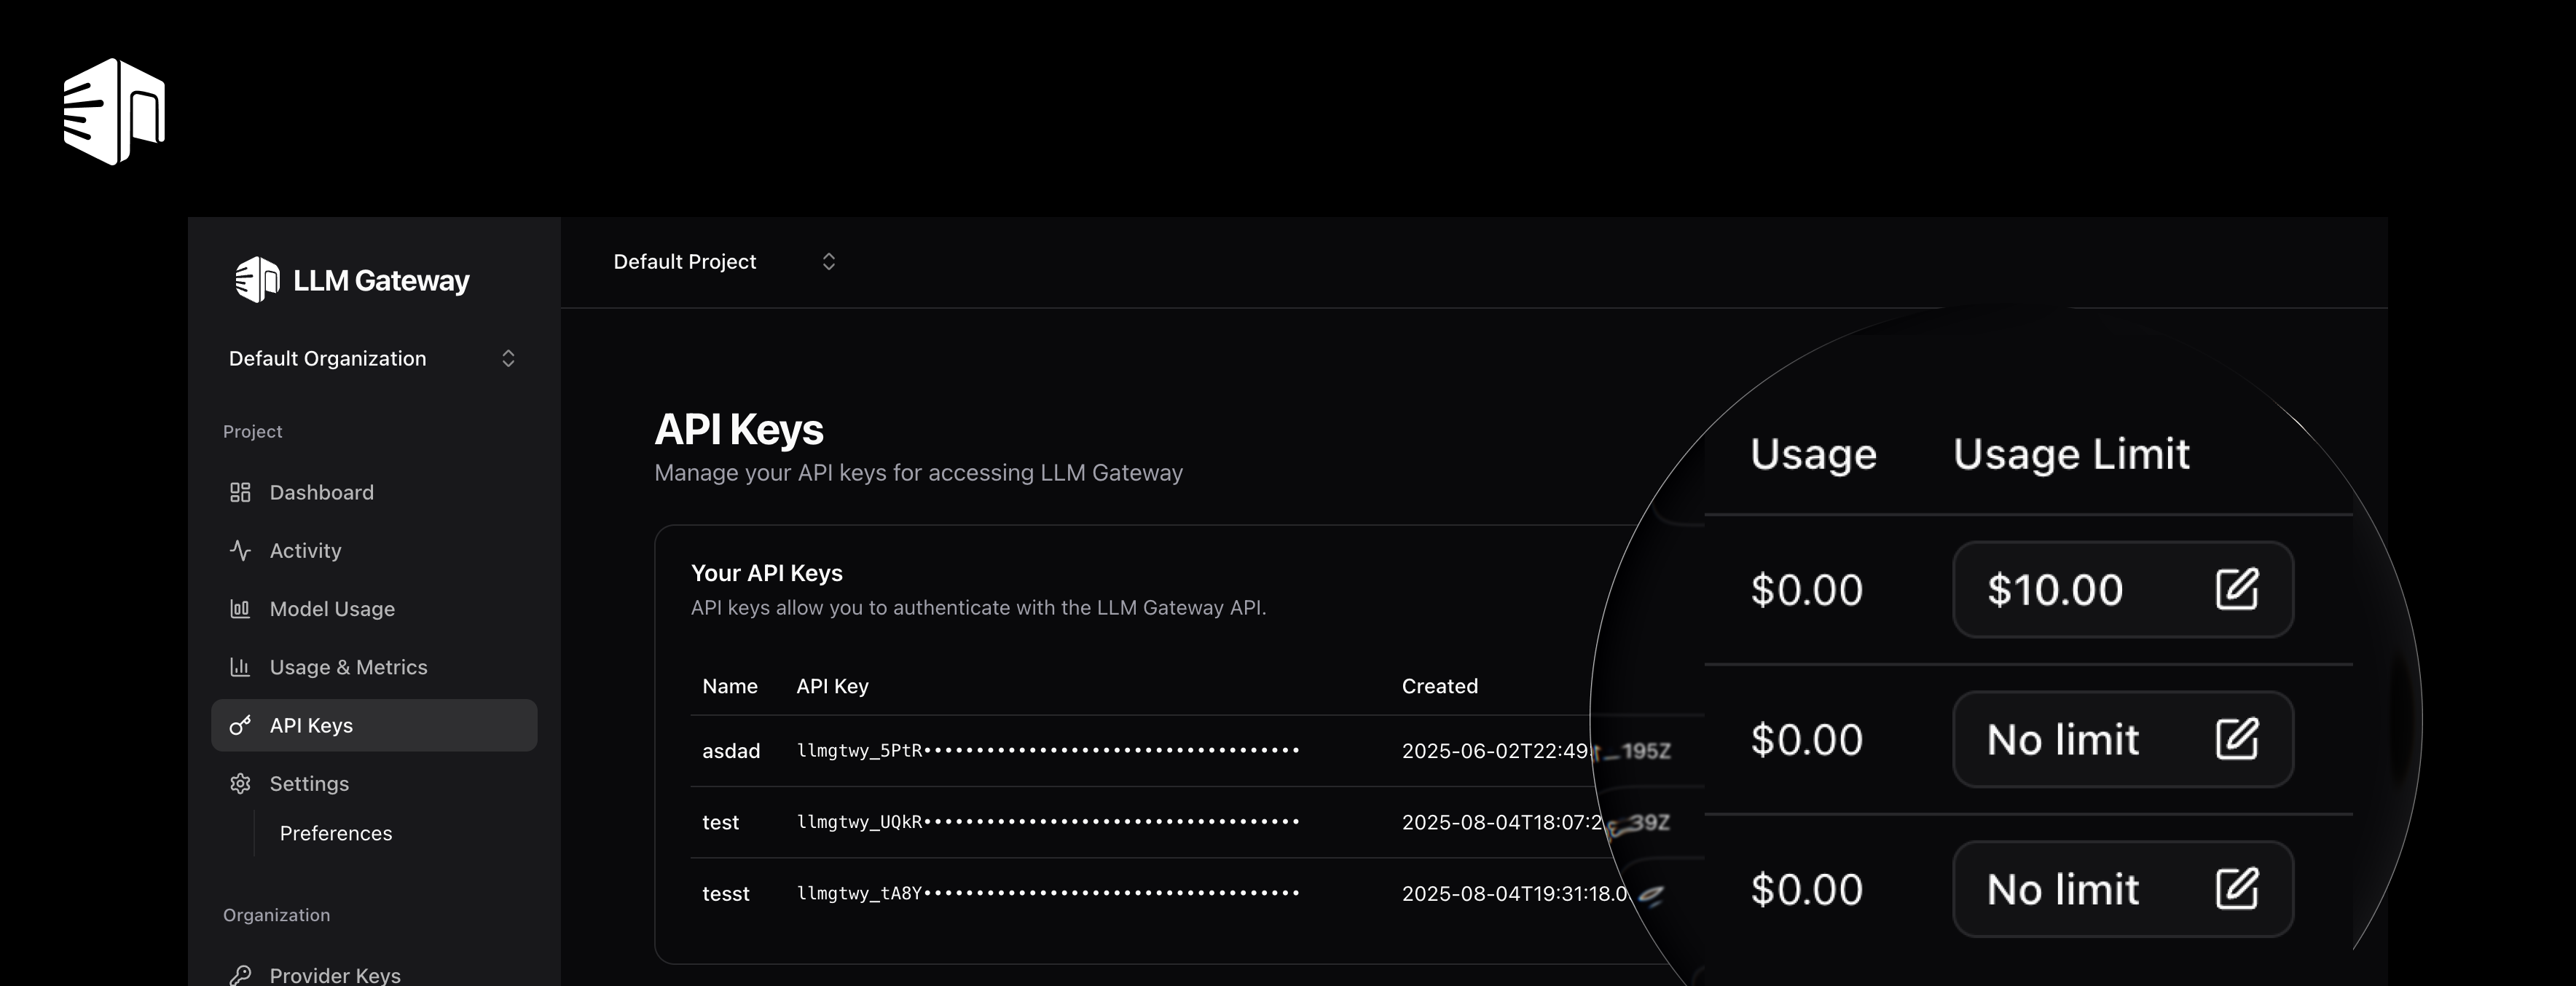 LLM Gateway
Default Organization
Project
Dashboard
Activity
Model Usage
Usage & Metrics
API Keys
Settings
Preferences
Organization
Provider Keys
Default Project
API Keys
Manage your API keys for accessing LLM Gateway
Your API Keys
API keys allow you to authenticate with the LLM Gateway API.
Name API Key Created
asdad llmgtwy_5PtR•••••••••••••••••••••••••••••••••••• 2025-06-02T22:49 195Z
test llmgtwy_UQkR•••••••••••••••••••••••••••••••••••• 2025-08-04T18:07:2 39Z
tesst llmgtwy_tA8Y•••••••••••••••••••••••••••••••••••• 2025-08-04T19:31:18.0
Usage Usage Limit
$0.00 $10.00
$0.00 No limit
$0.00 No limit